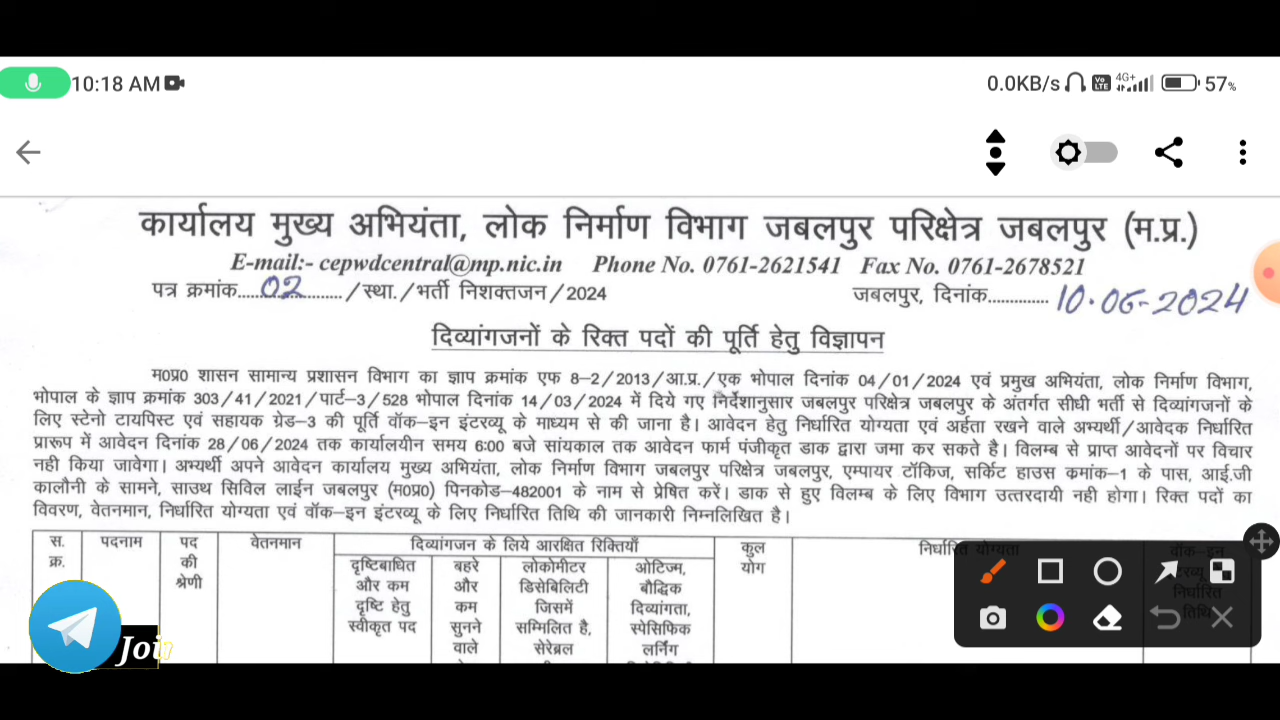 10:18 AM
0.0KB/s Vo LTE 4G+ 57%
कार्यालय मुख्य अभियंता, लोक निर्माण विभाग जबलपुर परिक्षेत्र जबलपुर (म.प्र.)
E-mail:- cepwdcentral@mp.nic.in Phone No. 0761-2621541 Fax No. 0761-2678521
पत्र क्रमांक....02............./स्था./भर्ती निशक्तजन/2024 जबलपुर, दिनांक.............. 10.06-2024
दिव्यांगजनों के रिक्त पदों की पूर्ति हेतु विज्ञापन
म0प्र0 शासन सामान्य प्रशासन विभाग का ज्ञाप क्रमांक एफ 8–2/2013/आ.प्र./एक भोपाल दिनांक 04/01/2024 एवं प्रमुख अभियंता, लोक निर्माण विभाग,
भोपाल के ज्ञाप क्रमांक 303/41/2021/पार्ट–3/528 भोपाल दिनांक 14/03/2024 में दिये गए निर्देशानुसार जबलपुर परिक्षेत्र जबलपुर के अंतर्गत सीधी भर्ती से दिव्यांगजनों के
लिए स्टेनो टायपिस्ट एवं सहायक ग्रेड–3 की पूर्ति वॉक–इन इंटरव्यू के माध्यम से की जाना है। आवेदन हेतु निर्धारित योग्यता एवं अर्हता रखने वाले अभ्यर्थी/आवेदक निर्धारित
प्रारूप में आवेदन दिनांक 28/06/2024 तक कार्यालयीन समय 6:00 बजे सांयकाल तक आवेदन फार्म पंजीकृत डाक द्वारा जमा कर सकते है। विलम्ब से प्राप्त आवेदनों पर विचार
नही किया जावेगा। अभ्यर्थी अपने आवेदन कार्यालय मुख्य अभियंता, लोक निर्माण विभाग जबलपुर परिक्षेत्र जबलपुर, एम्पायर टॉकिज, सर्किट हाउस कमांक–1 के पास, आई.जी
कालौनी के सामने, साउथ सिविल लाईन जबलपुर (म0प्र0) पिनकोड–482001 के नाम से प्रेषित करें। डाक से हुए विलम्ब के लिए विभाग उत्तरदायी नही होगा। रिक्त पदों का
विवरण, वेतनमान, निर्धारित योग्यता एवं वॉक–इन इंटरव्यू के लिए निर्धारित तिथि की जानकारी निम्नलिखित है।
स. क्र. पदनाम पद की श्रेणी वेतनमान दिव्यांगजन के लिये आरक्षित रिक्तियाँ कुल योग निर्धारित योग्यता वॉक–इन निर्धारित तिथि
दृष्टिबाधित और कम दृष्टि हेतु स्वीकृत पद
बहरे और कम सुनने वाले
लोकोमीटर डिसेबिलिटी जिसमें सम्मिलित है, सेरेब्रल
ओटिज्म, बौद्धिक दिव्यांगता, स्पेसिफिक लर्निंग
Join